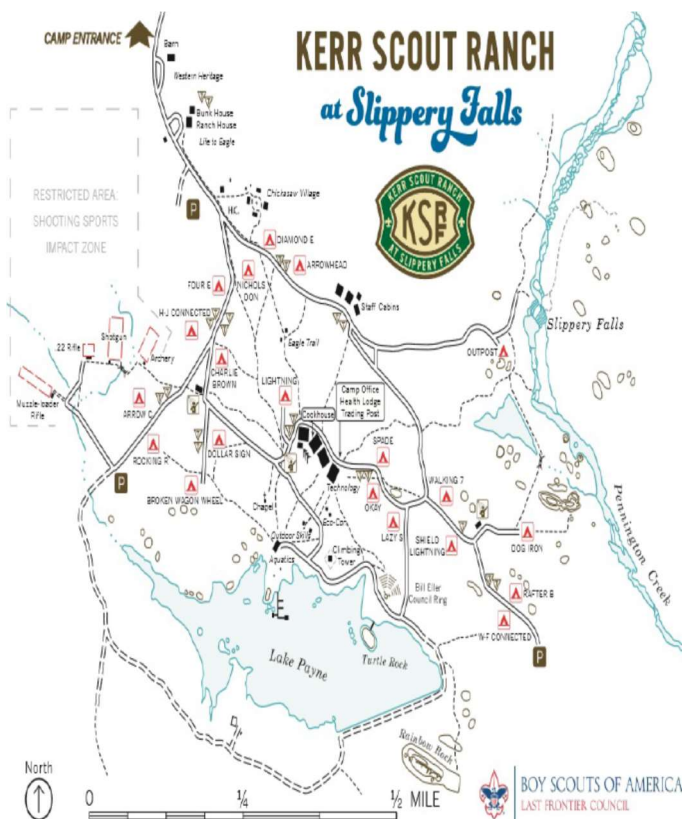 CAMP ENTRANCE
KERR SCOUT RANCH
at Slippery Falls
Barn
Western Heritage
Bunk House
Ranch House
Life to Eagle
KERR SCOUT RANCH
KSRF
AT SLIPPERY FALLS
RESTRICTED AREA:
SHOOTING SPORTS
IMPACT ZONE
P
Chickasaw Village
DIAMOND E
ARROWHEAD
FOUR E
NICHOLS
DON
Staff Cabins
H-J CONNECTED
Slippery Falls
Eagle Trail
Shotgun
.22 Rifle
Archery
OUTPOST
CHARLIE
BROWN
LIGHTNING
Camp Office
Health Lodge
Trading Post
Muzzle-loader
Rifle
ARROW C
Cookhouse
ROCKING R
DOLLAR SIGN
SPADE
P
BROKEN WAGON WHEEL
Technology
WALKING 7
OKAY
Chapel
Pennington Creek
LAZY S
Eco-Con
Outdoor Skills
SHIELD
LIGHTNING
DOG IRON
Aquatics
Climbing
Tower
Bill Eller
Council Ring
RAFTER B
W-F CONNECTED
P
Lake Payne
Turtle Rock
Rainbow Rock
North
0
1/4
1/2
MILE
BOY SCOUTS OF AMERICA
LAST FRONTIER COUNCIL